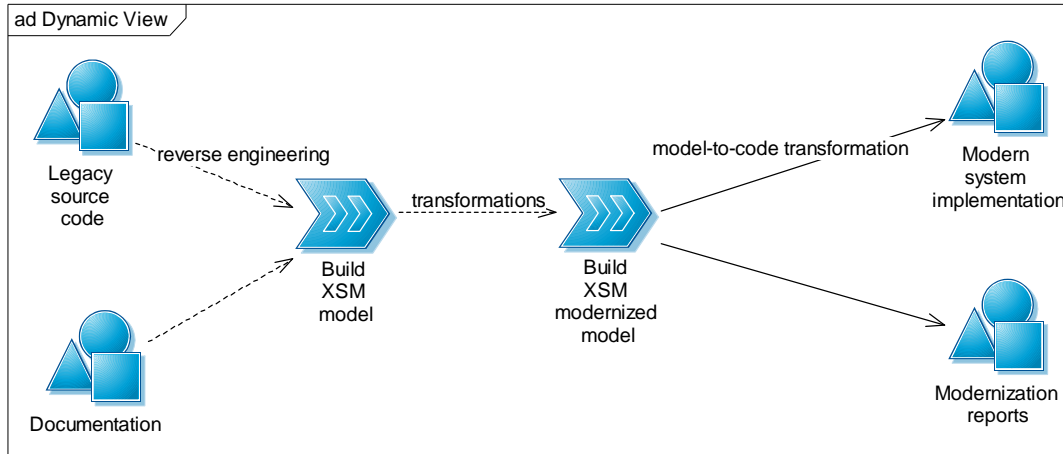 ad Dynamic View
Legacy
source
code
reverse engineering
Documentation
Build
XSM
model
transformations
Build
XSM
modernized
model
model-to-code transformation
Modern
system
implementation
Modernization
reports